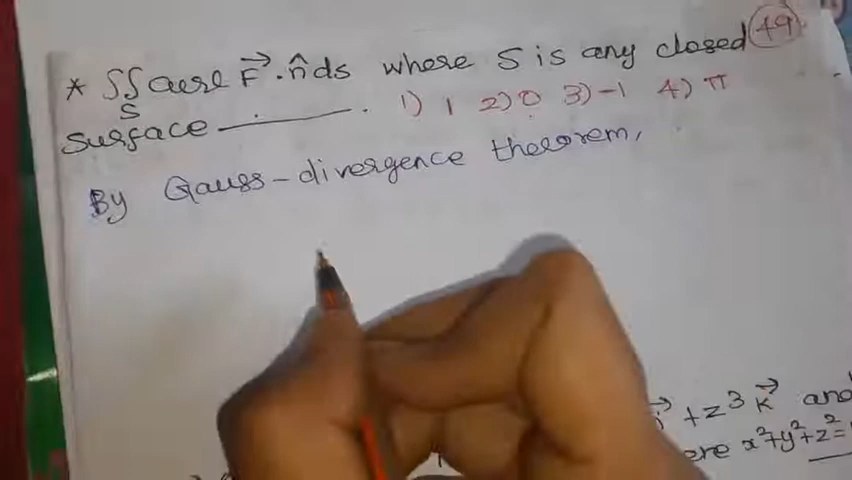 * ∫∫ curl F⃗ . n̂ ds where S is any closed 49
S
surface ______ . 1) 1 2) 0 3) -1 4) π
By Gauss - divergence theorem,
+ z³ k⃗ and
ere x²+y²+z²=